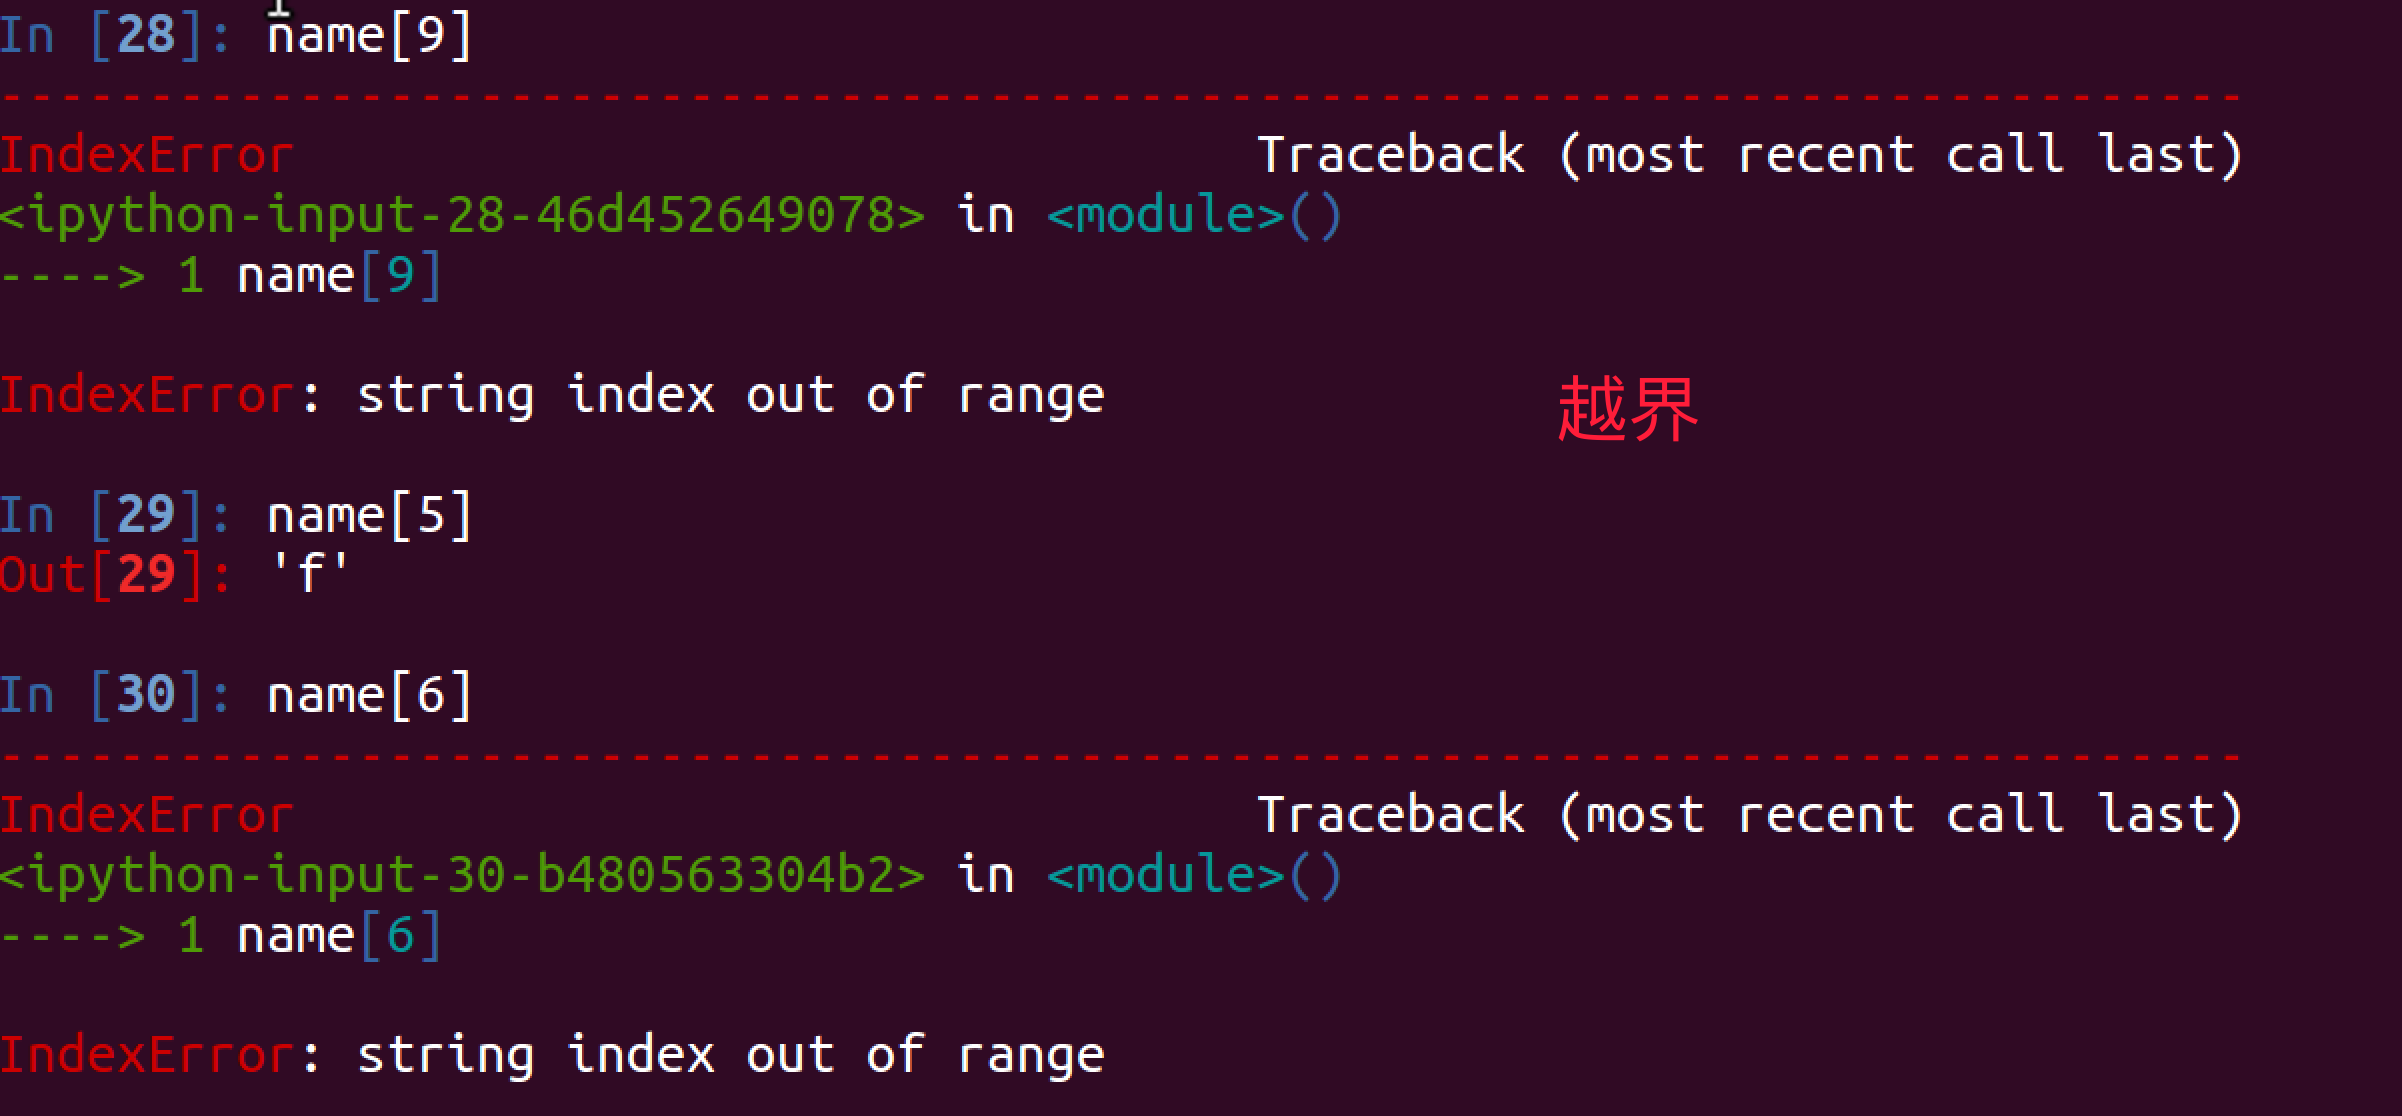 In [28]: name[9]
---------------------------------------------------------------------------
IndexError                                Traceback (most recent call last)
<ipython-input-28-46d452649078> in <module>()
----> 1 name[9]
IndexError: string index out of range
越界
In [29]: name[5]
Out[29]: 'f'
In [30]: name[6]
---------------------------------------------------------------------------
IndexError                                Traceback (most recent call last)
<ipython-input-30-b480563304b2> in <module>()
----> 1 name[6]
IndexError: string index out of range